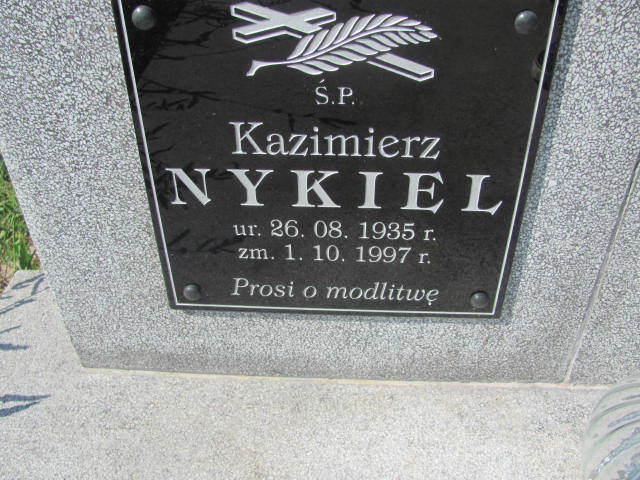 Ś.P.
Kazimierz
NYKIEL
ur. 26. 08. 1935 r.
zm. 1. 10. 1997 r.
Prosi o modlitwę